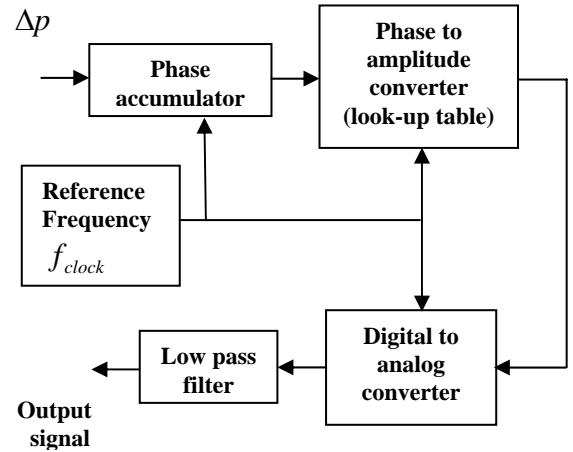 Δp
Phase
accumulator
Phase to
amplitude
converter
(look-up table)
Reference
Frequency
f_clock
Digital to
analog
converter
Low pass
filter
Output
signal